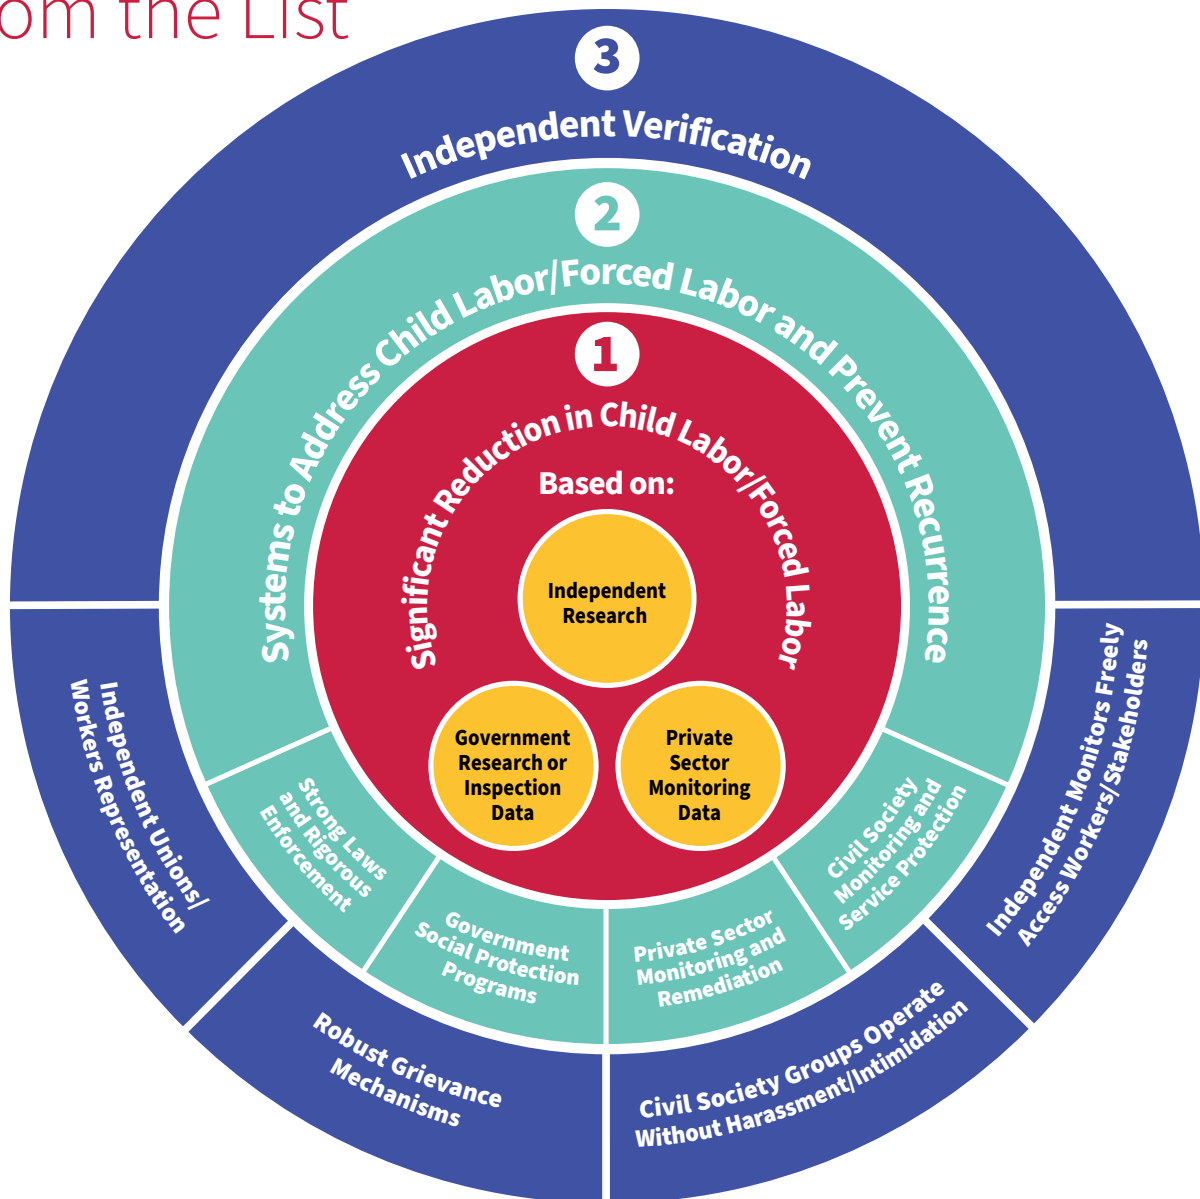 om the List
3
Independent Verification
2
Systems to Address Child Labor/Forced Labor and Prevent Recurrence
1
Significant Reduction in Child Labor/Forced Labor
Based on:
Independent
Research
Government
Research or
Inspection
Data
Private
Sector
Monitoring
Data
Strong Laws
and Rigorous
Enforcement
Government
Social Protection
Programs
Private Sector
Monitoring and
Remediation
Civil Society
Monitoring and
Service Protection
Independent Unions/
Workers Representation
Robust Grievance
Mechanisms
Civil Society Groups Operate
Without Harassment/Intimidation
Independent Monitors Freely
Access Workers/Stakeholders